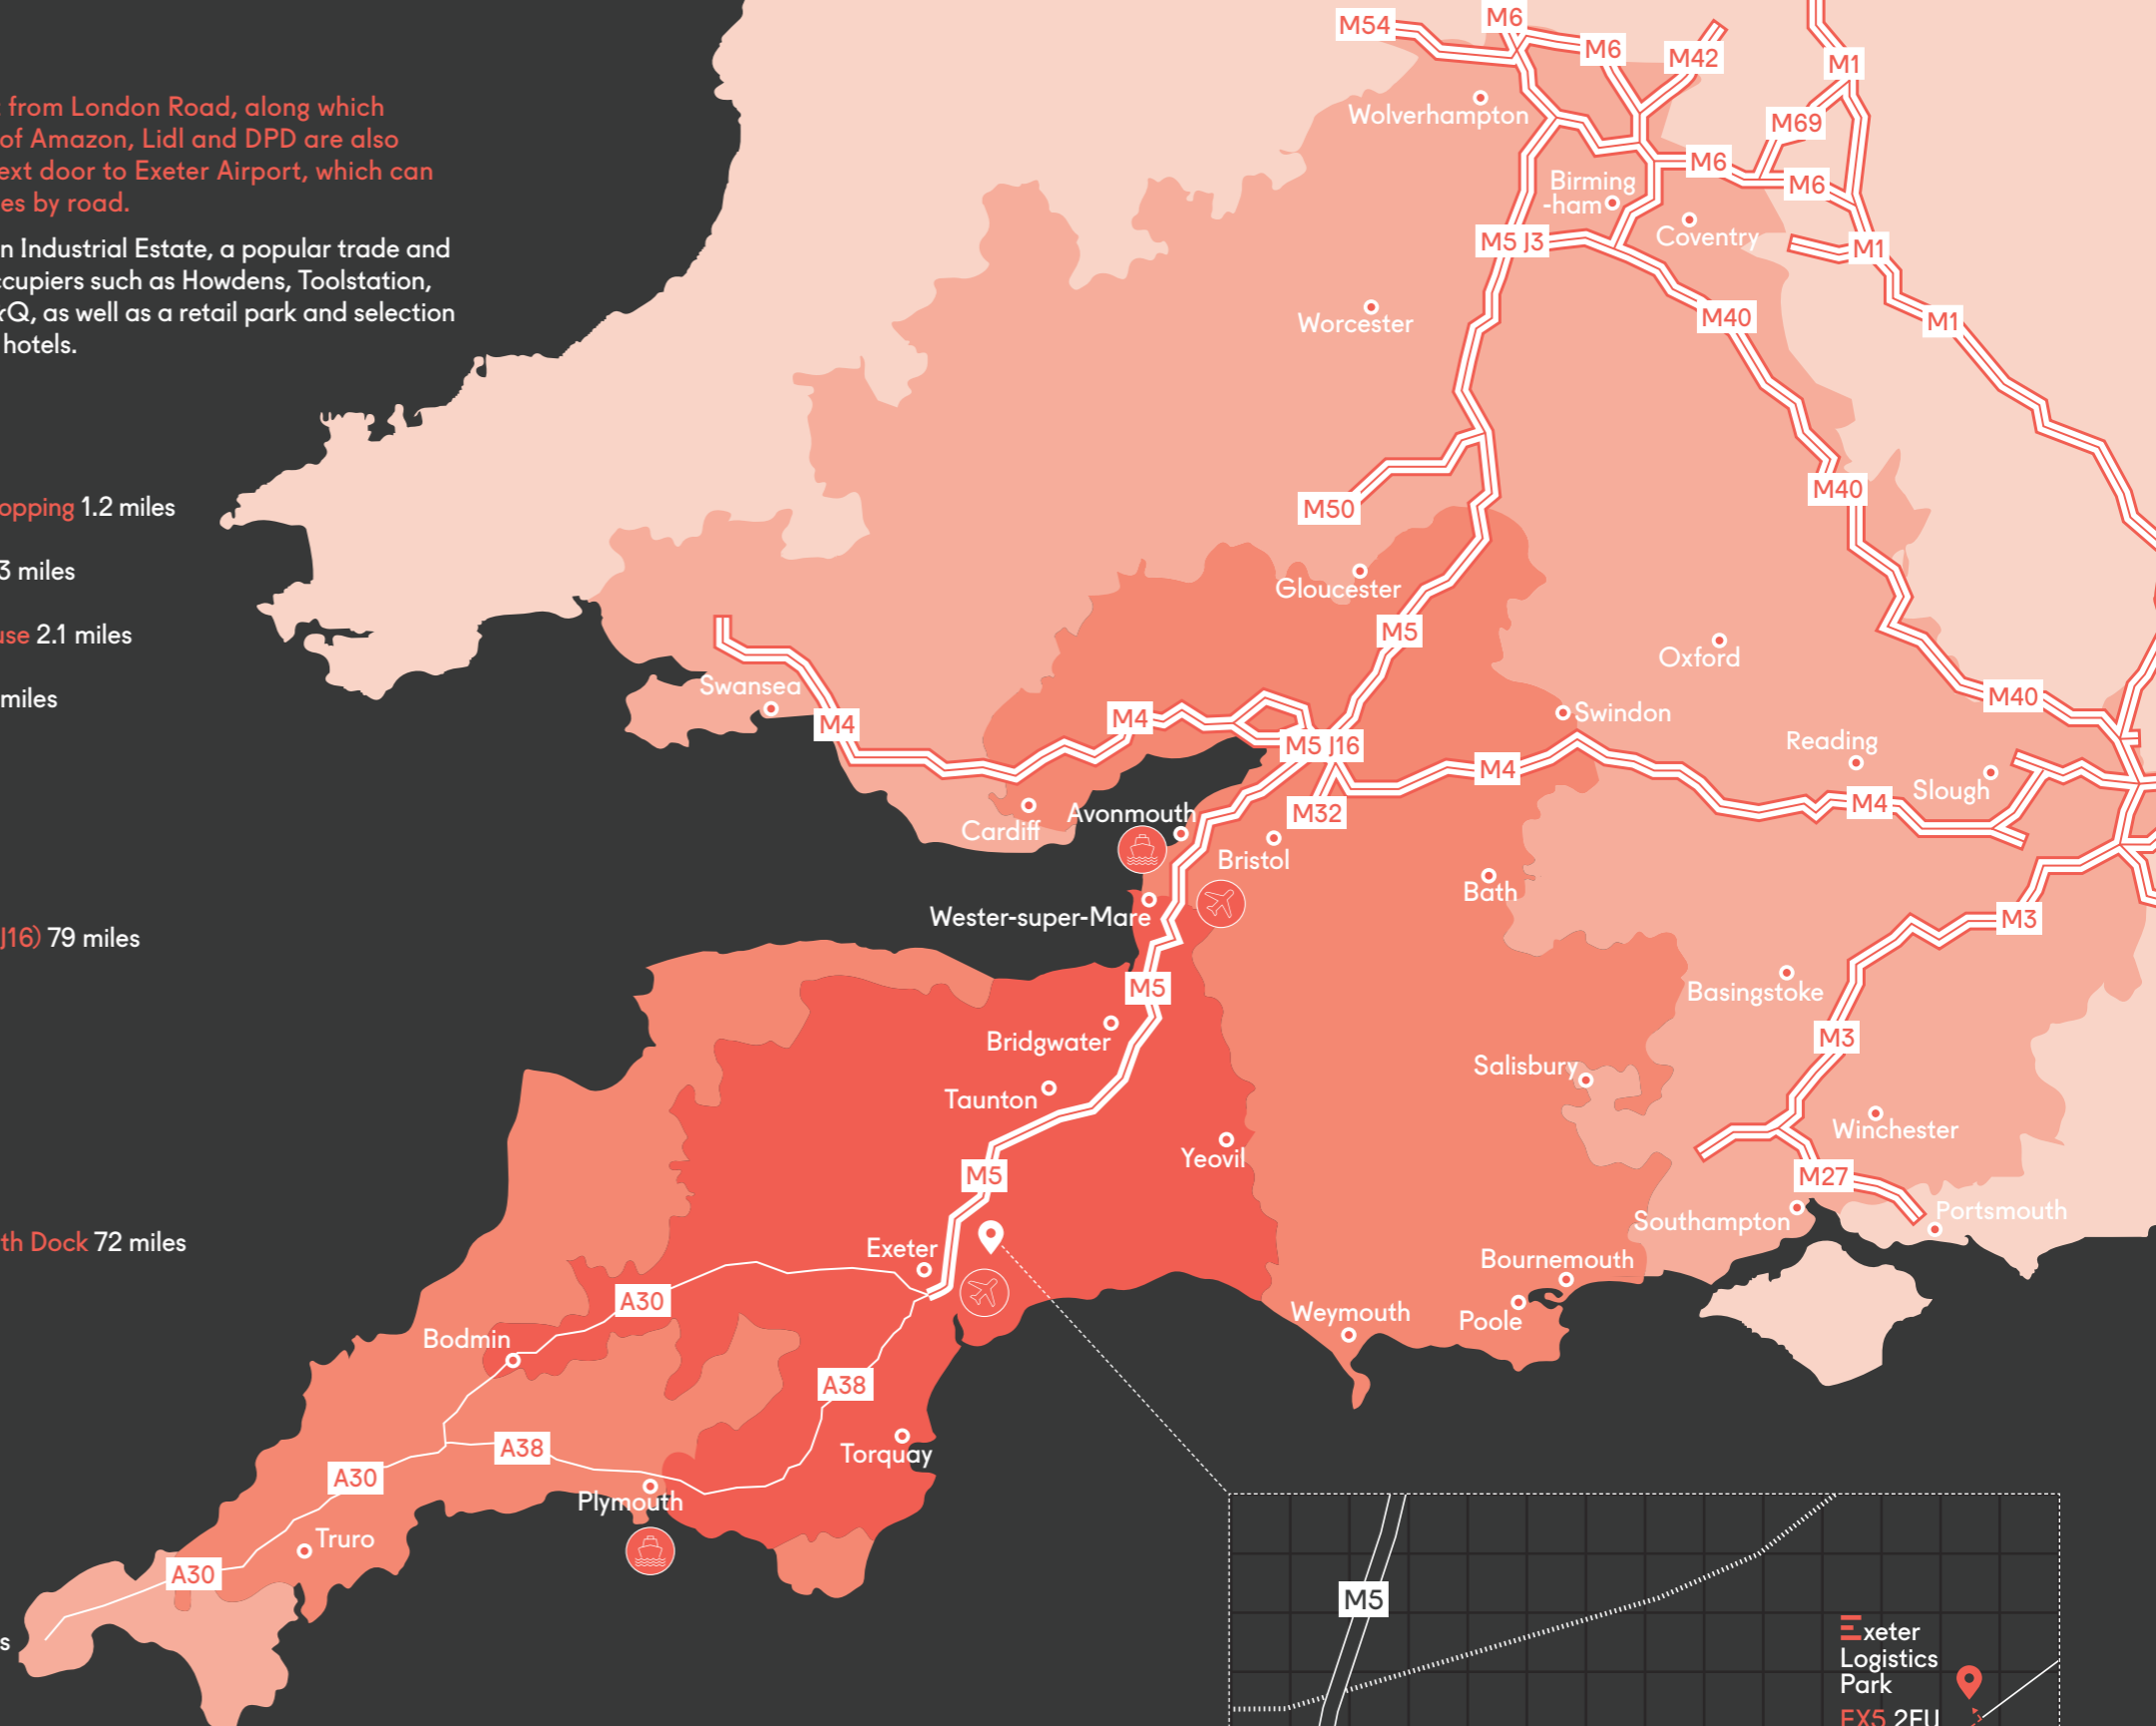 from London Road, along which
of Amazon, Lidl and DPD are also
ext door to Exeter Airport, which can
es by road.
n Industrial Estate, a popular trade and
ccupiers such as Howdens, Toolstation,
Q, as well as a retail park and selection
hotels.
opping 1.2 miles
3 miles
use 2.1 miles
miles
J16) 79 miles
th Dock 72 miles
s
M54
M6
M6
M42
M1
Wolverhampton
M69
M6
M6
Birming
-ham
Coventry
M5 J3
M1
Worcester
M40
M1
M50
M40
Gloucester
M5
Oxford
Swansea
M4
M4
M5 J16
Swindon
M40
Reading
M4
Slough
M4
M32
Cardiff
Avonmouth
Bristol
Bath
Wester-super-Mare
M3
M5
Basingstoke
Bridgwater
M3
Salisbury
Taunton
Winchester
Yeovil
M5
M27
Southampton
Portsmouth
Exeter
Bournemouth
A30
Weymouth
Poole
Bodmin
A38
A38
Torquay
A30
Plymouth
Truro
A30
M5
Exeter
Logistics
Park
EX5 2FU